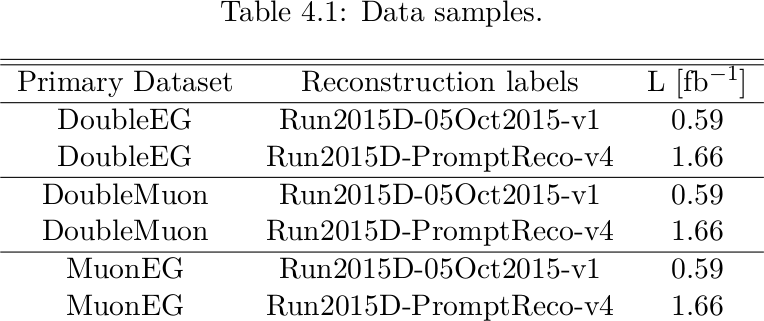 Table 4.1: Data samples.
Primary Dataset Reconstruction labels L [fb⁻¹]
DoubleEG Run2015D-05Oct2015-v1 0.59
DoubleEG Run2015D-PromptReco-v4 1.66
DoubleMuon Run2015D-05Oct2015-v1 0.59
DoubleMuon Run2015D-PromptReco-v4 1.66
MuonEG Run2015D-05Oct2015-v1 0.59
MuonEG Run2015D-PromptReco-v4 1.66